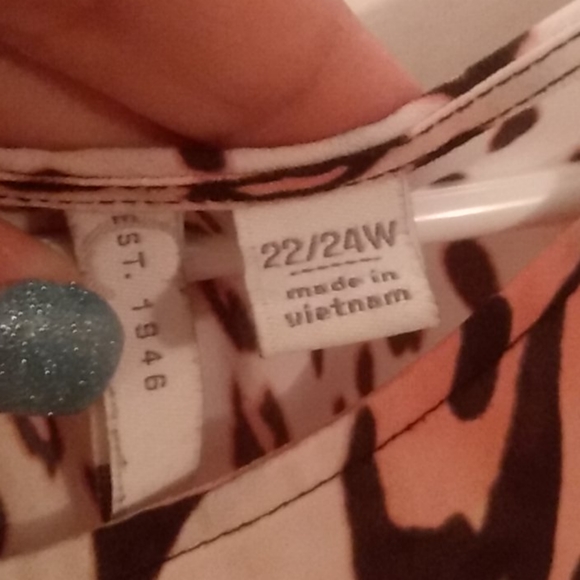 EST. 1946
22/24W
made in
vietnam